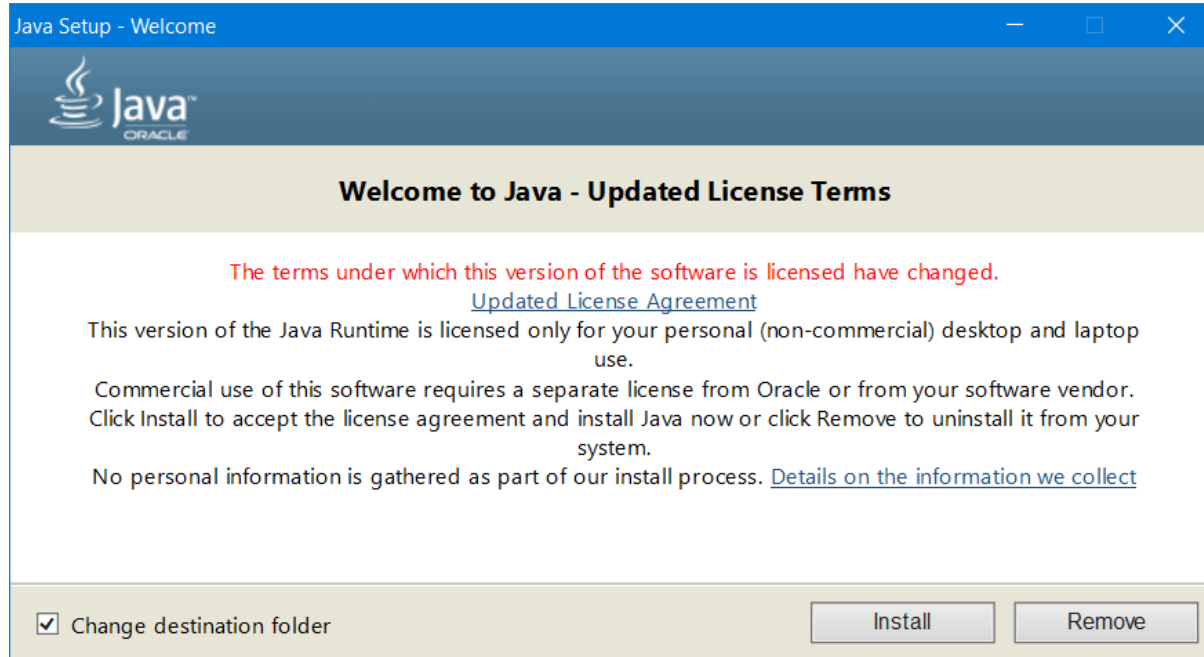 Java Setup - Welcome
Java™
ORACLE
Welcome to Java - Updated License Terms
The terms under which this version of the software is licensed have changed.
Updated License Agreement
This version of the Java Runtime is licensed only for your personal (non-commercial) desktop and laptop
use.
Commercial use of this software requires a separate license from Oracle or from your software vendor.
Click Install to accept the license agreement and install Java now or click Remove to uninstall it from your
system.
No personal information is gathered as part of our install process. Details on the information we collect
Change destination folder
Install
Remove